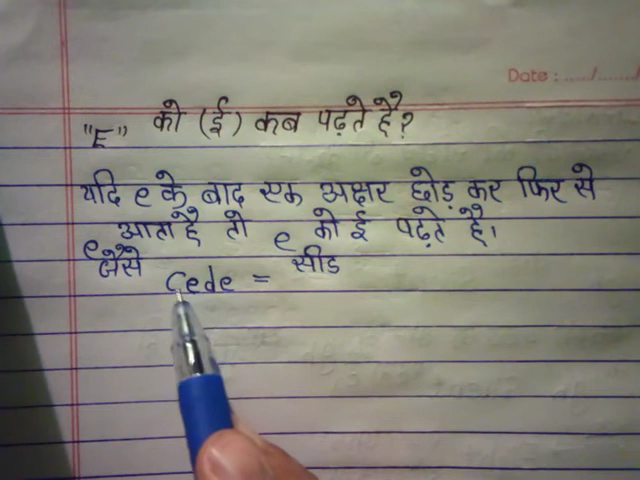 Date : ...../....../
"E" को (ई) कब पढ़ते है?
यदि e के बाद एक अक्षर छोड़ कर फिर से
e आता है तो e को ई पढ़ते है।
जैसे cede = सीड